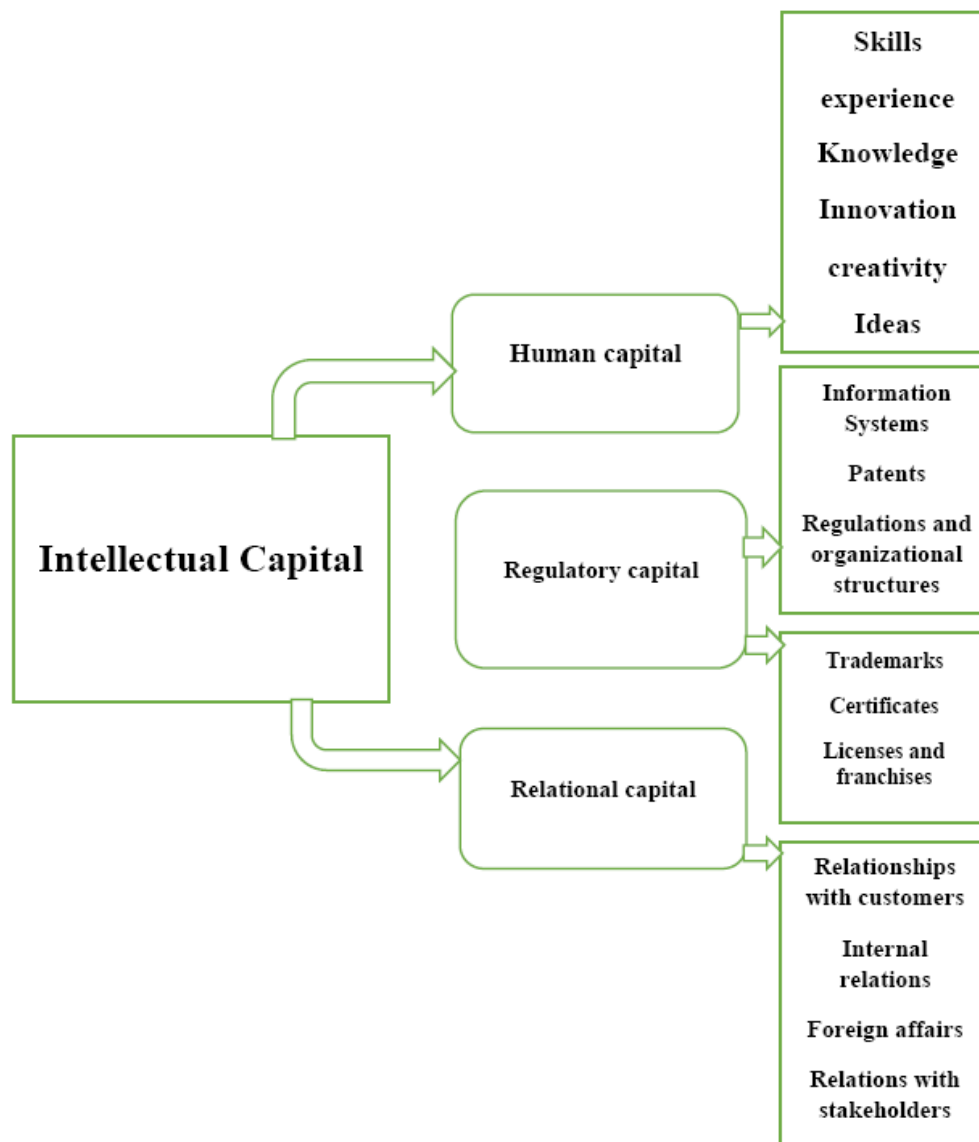 Intellectual Capital
Human capital
Regulatory capital
Relational capital
Skills
experience
Knowledge
Innovation
creativity
Ideas
Information
Systems
Patents
Regulations and
organizational
structures
Trademarks
Certificates
Licenses and
franchises
Relationships
with customers
Internal
relations
Foreign affairs
Relations with
stakeholders